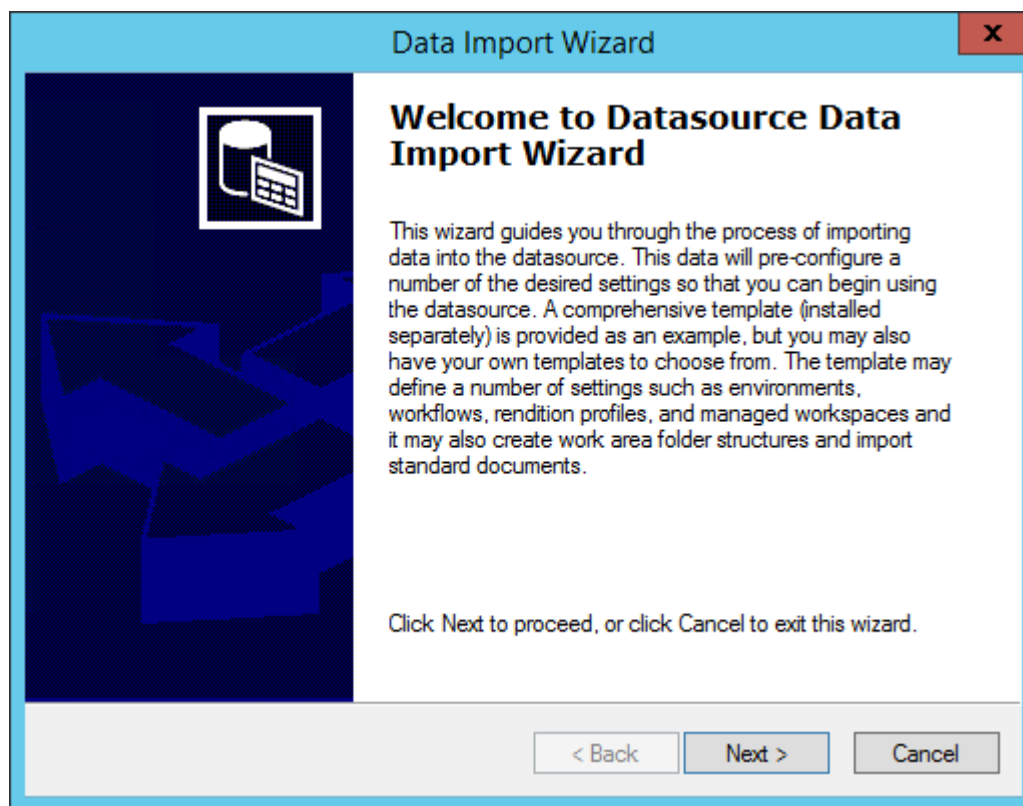 Data Import Wizard
x
Welcome to Datasource Data
Import Wizard
This wizard guides you through the process of importing
data into the datasource. This data will pre-configure a
number of the desired settings so that you can begin using
the datasource. A comprehensive template (installed
separately) is provided as an example, but you may also
have your own templates to choose from. The template may
define a number of settings such as environments,
workflows, rendition profiles, and managed workspaces and
it may also create work area folder structures and import
standard documents.
Click Next to proceed, or click Cancel to exit this wizard.
< Back Next > Cancel